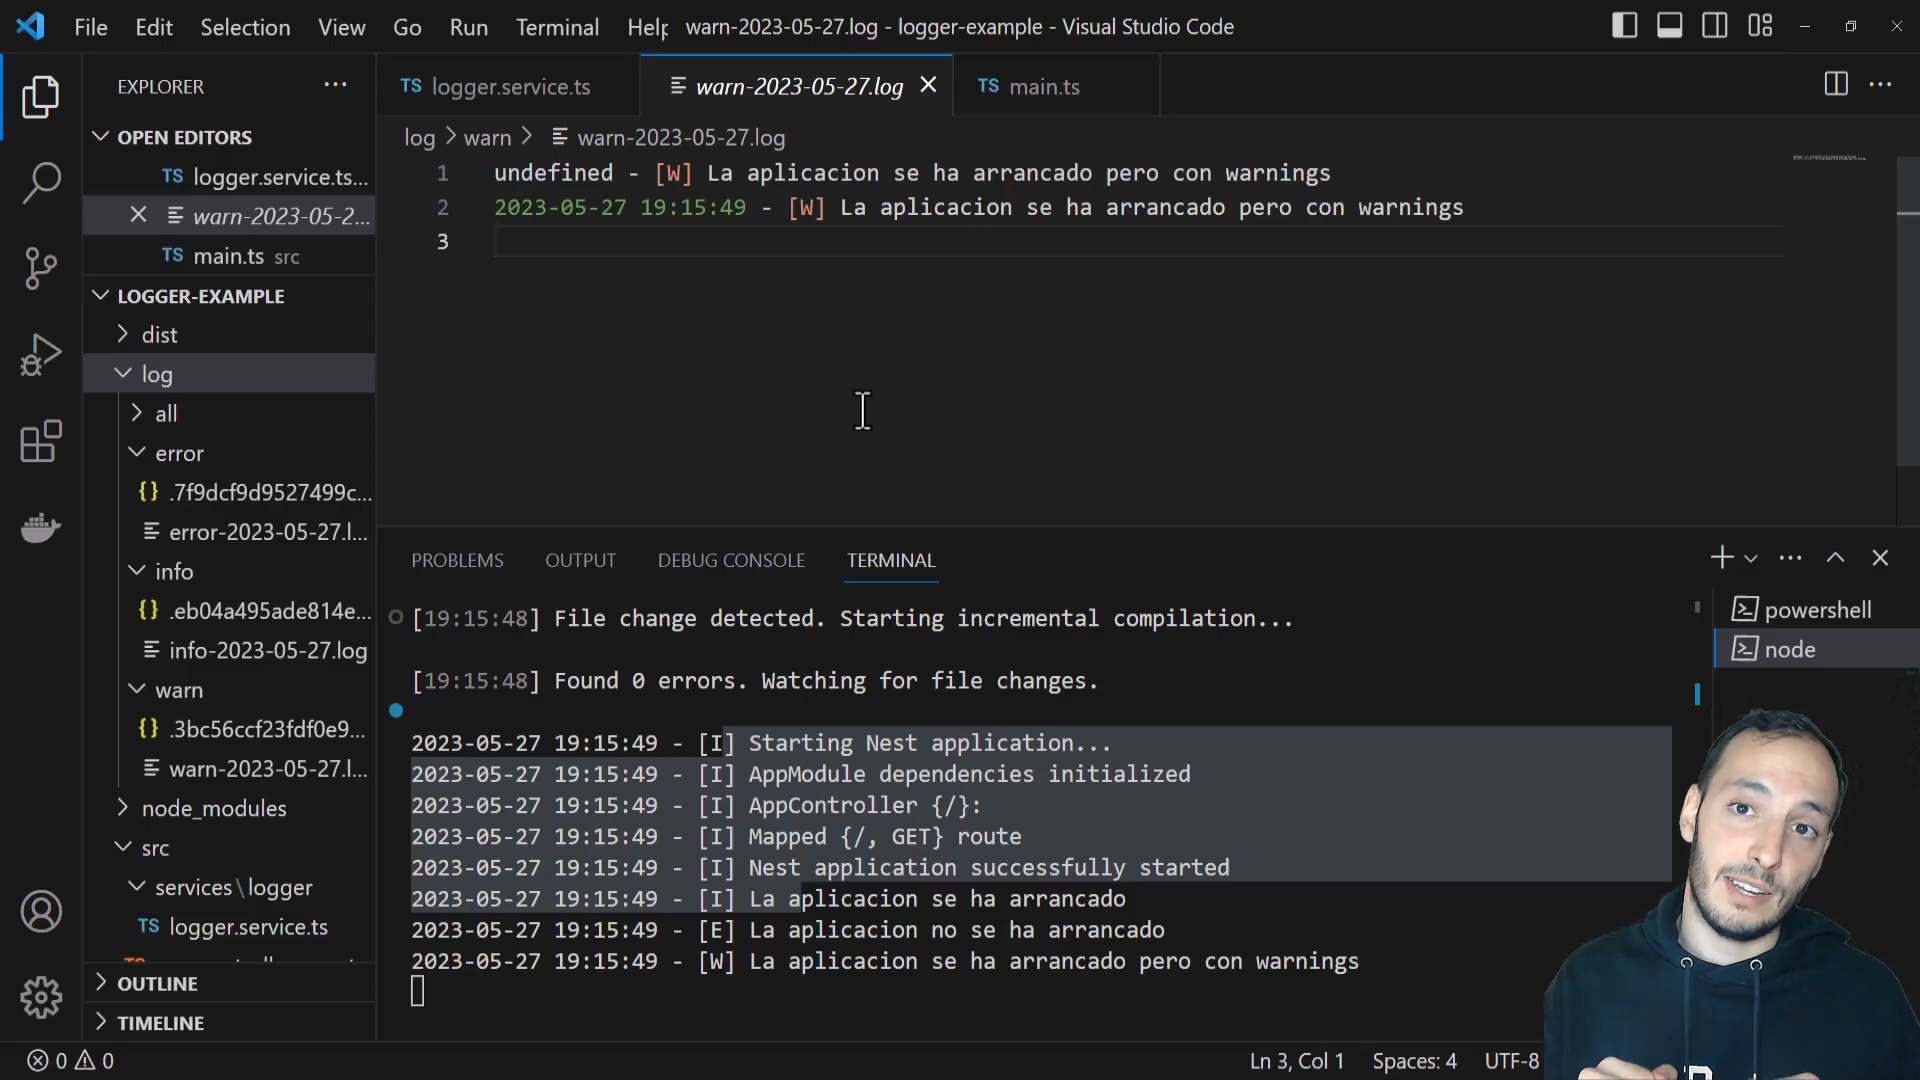 File Edit Selection View Go Run Terminal Help warn-2023-05-27.log - logger-example - Visual Studio Code
EXPLORER
OPEN EDITORS
TS logger.service.ts...
warn-2023-05-2...
TS main.ts src
LOGGER-EXAMPLE
dist
log
all
error
{} .7f9dcf9d9527499c...
error-2023-05-27.l...
info
{} .eb04a495ade814e...
info-2023-05-27.log
warn
{} .3bc56ccf23fdf0e9...
warn-2023-05-27.l...
node_modules
src
services\logger
TS logger.service.ts
OUTLINE
TIMELINE
TS logger.service.ts warn-2023-05-27.log TS main.ts
log > warn > warn-2023-05-27.log
1 undefined - [W] La aplicacion se ha arrancado pero con warnings
2 2023-05-27 19:15:49 - [W] La aplicacion se ha arrancado pero con warnings
3
PROBLEMS OUTPUT DEBUG CONSOLE TERMINAL
[19:15:48] File change detected. Starting incremental compilation...
[19:15:48] Found 0 errors. Watching for file changes.
2023-05-27 19:15:49 - [I] Starting Nest application...
2023-05-27 19:15:49 - [I] AppModule dependencies initialized
2023-05-27 19:15:49 - [I] AppController {/}:
2023-05-27 19:15:49 - [I] Mapped {/, GET} route
2023-05-27 19:15:49 - [I] Nest application successfully started
2023-05-27 19:15:49 - [I] La aplicacion se ha arrancado
2023-05-27 19:15:49 - [E] La aplicacion no se ha arrancado
2023-05-27 19:15:49 - [W] La aplicacion se ha arrancado pero con warnings
powershell
node
0 0 Ln 3, Col 1 Spaces: 4 UTF-8